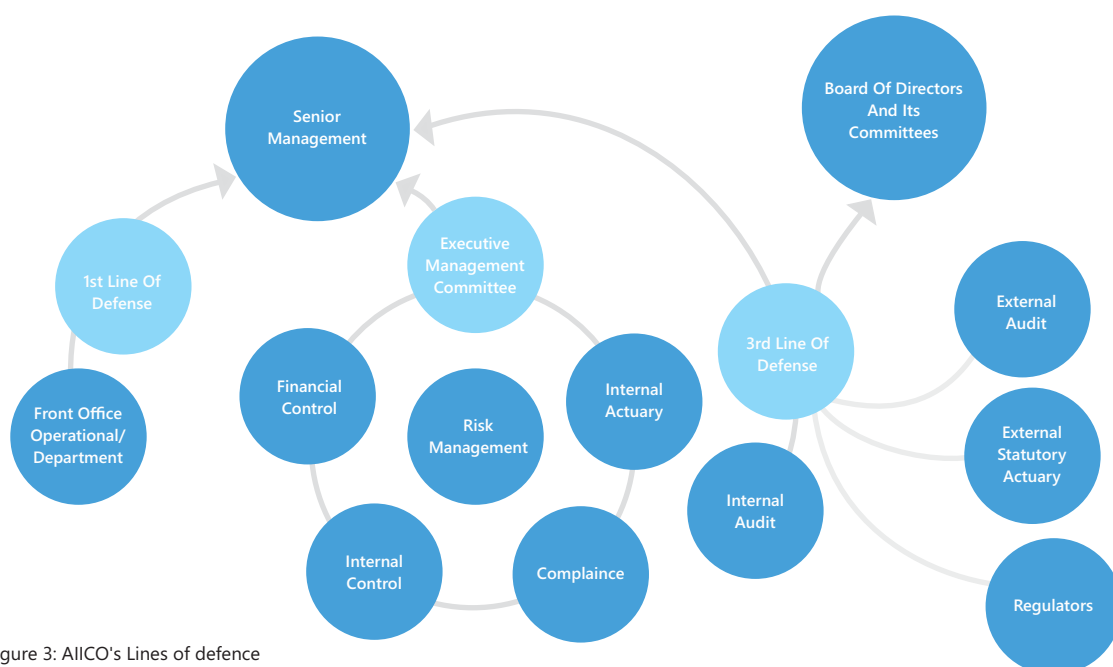 Senior
Management
Board Of Directors
And Its
Committees
1st Line Of
Defense
Executive
Management
Committee
3rd Line Of
Defense
External
Audit
Front Office
Operational/
Department
Financial
Control
Risk
Management
Internal
Actuary
External
Statutory
Actuary
Internal
Audit
Internal
Control
Complaince
Regulators
gure 3: AIICO's Lines of defence